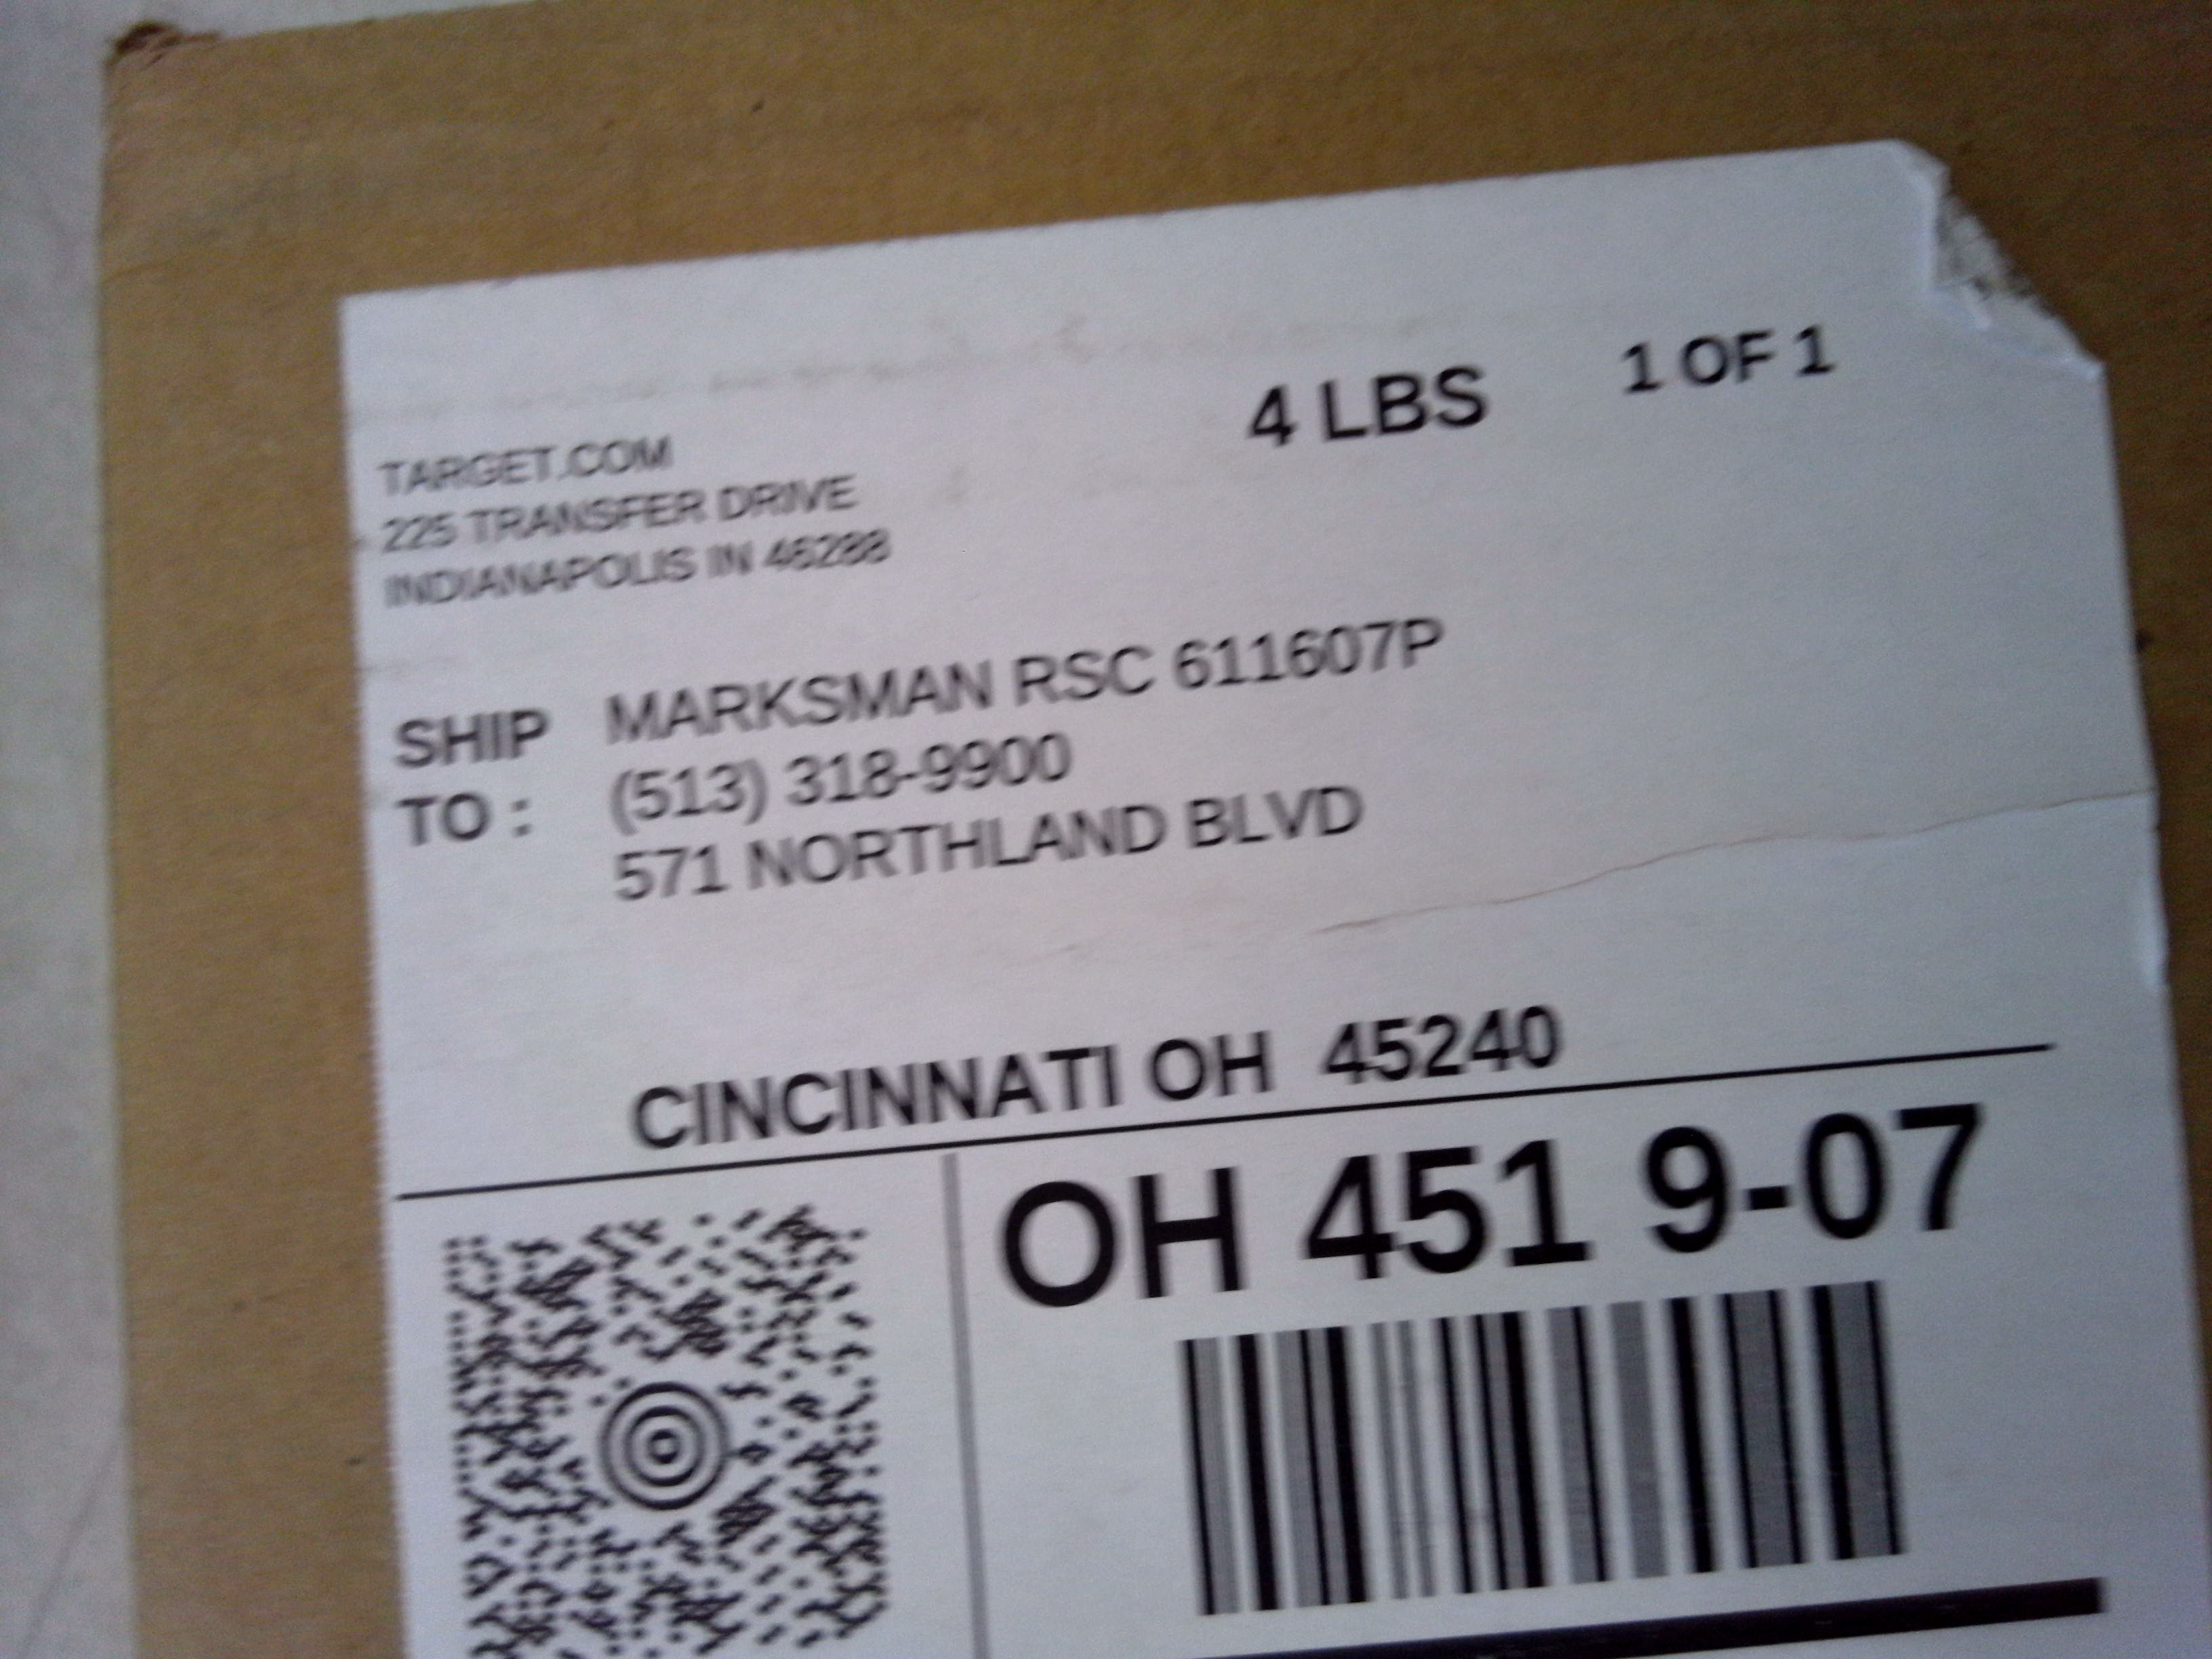 4 LBS 1 OF 1
TARGET.COM
225 TRANSFER DRIVE
INDIANAPOLIS IN 46288
SHIP TO : MARKSMAN RSC 611607P
(513) 318-9900
571 NORTHLAND BLVD
CINCINNATI OH 45240
OH 451 9-07